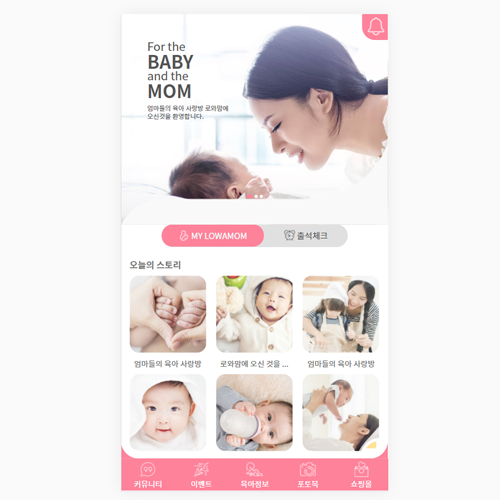 For the
BABY
and the
MOM
엄마들의 육아 사랑방 로와맘에
오신것을 환영합니다.
MY LOWAMOM
출석체크
오늘의 스토리
엄마들의 육아 사랑방
로와맘에 오신 것을 ...
엄마들의 육아 사랑방
커뮤니티
이벤트
육아정보
포토북
쇼핑몰